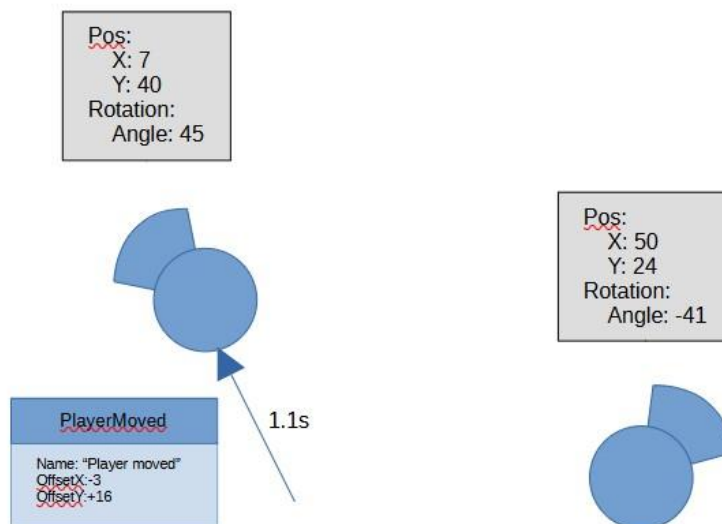 Pos:
X: 7
Y: 40
Rotation:
Angle: 45
Pos:
X: 50
Y: 24
Rotation:
Angle: -41
1.1s
PlayerMoved
Name: “Player moved”
OffsetX:-3
OffsetY:+16